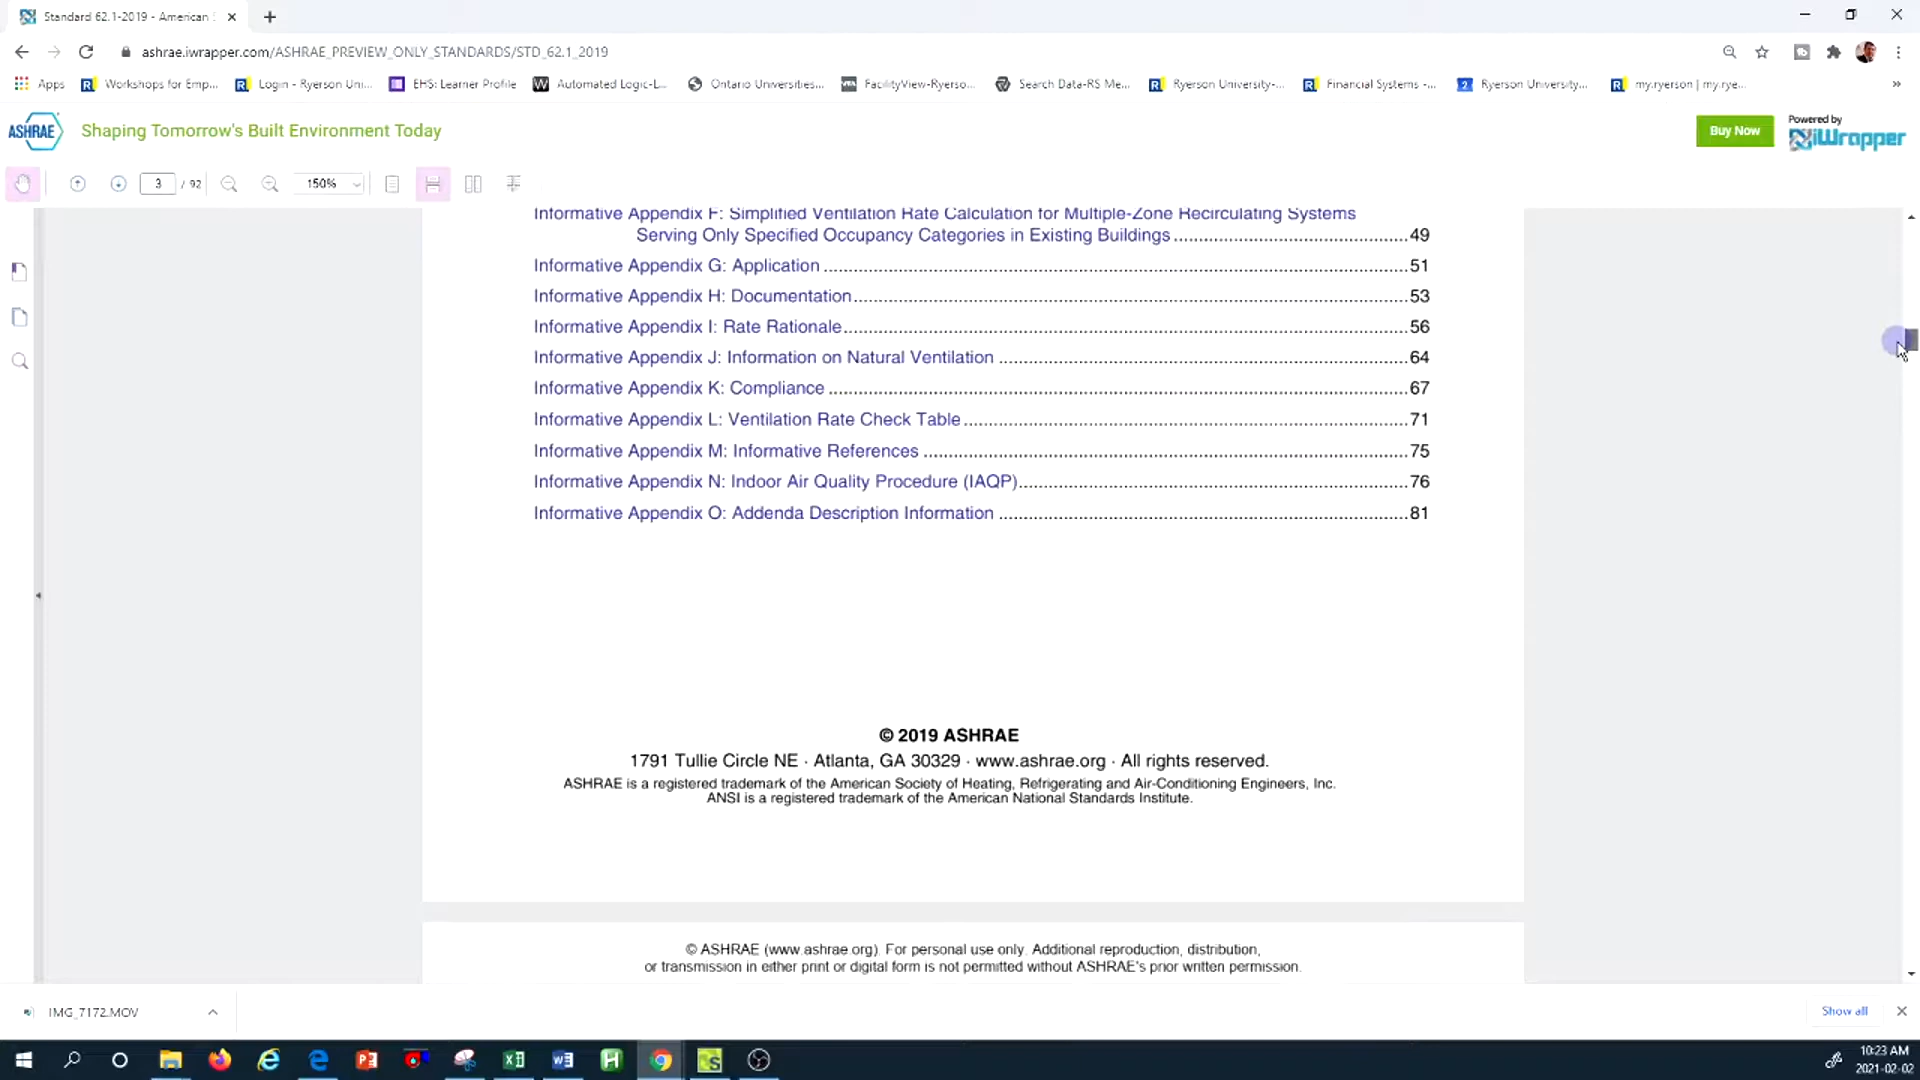 Standard 62.1-2019 - American
ashrae.iwrapper.com/ASHRAE_PREVIEW_ONLY_STANDARDS/STD_62.1_2019
Apps Workshops for Emp... Login - Ryerson Uni... EHS: Learner Profile Automated Logic-L... Ontario Universities... FacilityView-Ryerso... Search Data-RS Me... Ryerson University-... Financial Systems -... Ryerson University... my.ryerson | my.rye... »
ASHRAE Shaping Tomorrow's Built Environment Today Buy Now Powered by
iWrapper
3 / 92 150%
Informative Appendix F: Simplified Ventilation Rate Calculation for Multiple-Zone Recirculating Systems
Serving Only Specified Occupancy Categories in Existing Buildings 49
Informative Appendix G: Application 51
Informative Appendix H: Documentation 53
Informative Appendix I: Rate Rationale 56
Informative Appendix J: Information on Natural Ventilation 64
Informative Appendix K: Compliance 67
Informative Appendix L: Ventilation Rate Check Table 71
Informative Appendix M: Informative References 75
Informative Appendix N: Indoor Air Quality Procedure (IAQP) 76
Informative Appendix O: Addenda Description Information 81
© 2019 ASHRAE
1791 Tullie Circle NE · Atlanta, GA 30329 · www.ashrae.org · All rights reserved.
ASHRAE is a registered trademark of the American Society of Heating, Refrigerating and Air-Conditioning Engineers, Inc.
ANSI is a registered trademark of the American National Standards Institute.
© ASHRAE (www.ashrae.org). For personal use only. Additional reproduction, distribution,
or transmission in either print or digital form is not permitted without ASHRAE's prior written permission.
IMG_7172.MOV Show all
10:23 AM
2021-02-02